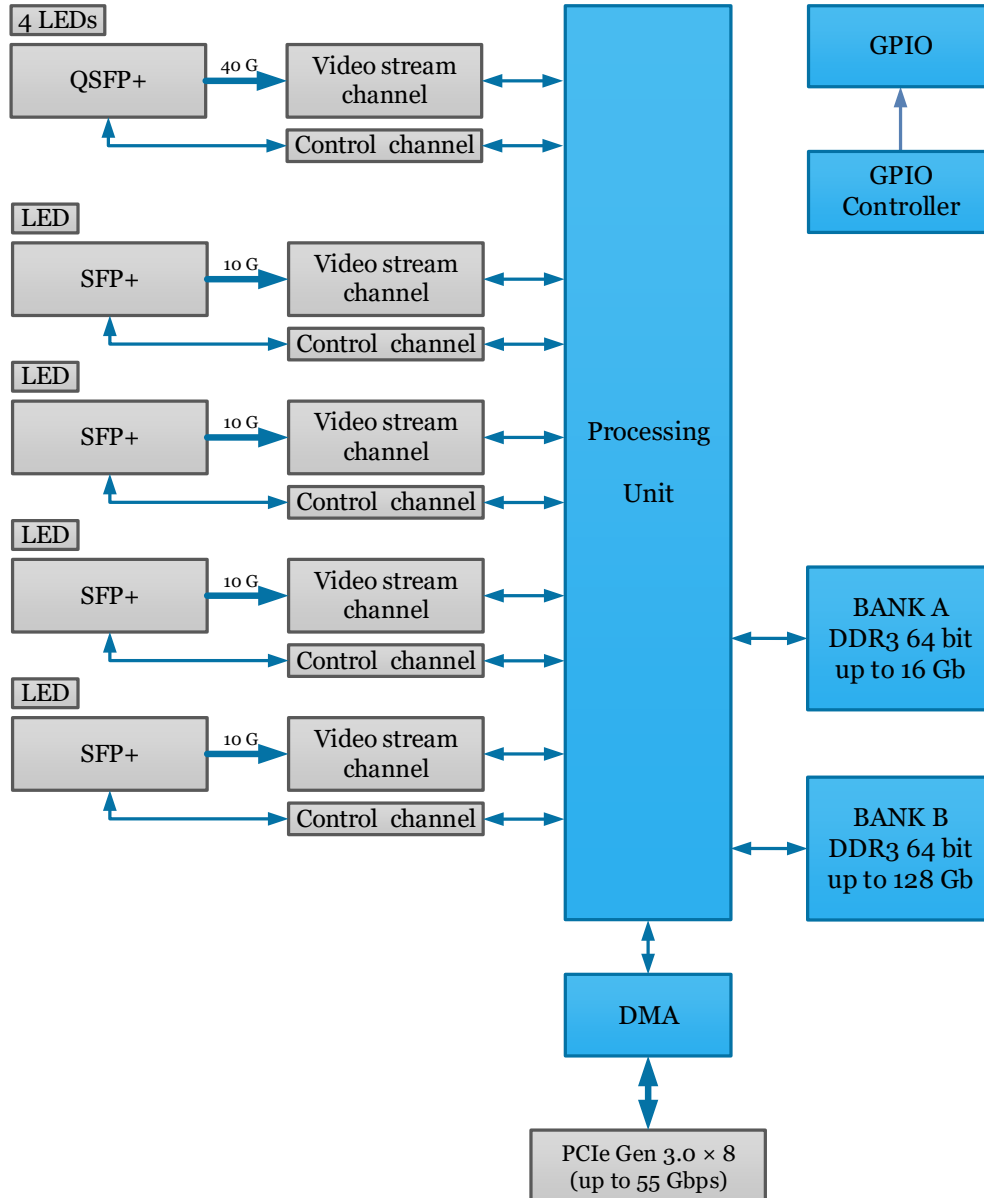 4 LEDs
QSFP+
40 G
Video stream
channel
Control channel
LED
SFP+
10 G
Video stream
channel
Control channel
LED
SFP+
10 G
Video stream
channel
Control channel
LED
SFP+
10 G
Video stream
channel
Control channel
LED
SFP+
10 G
Video stream
channel
Control channel
Processing
Unit
GPIO
GPIO
Controller
BANK A
DDR3 64 bit
up to 16 Gb
BANK B
DDR3 64 bit
up to 128 Gb
DMA
PCIe Gen 3.0 × 8
(up to 55 Gbps)